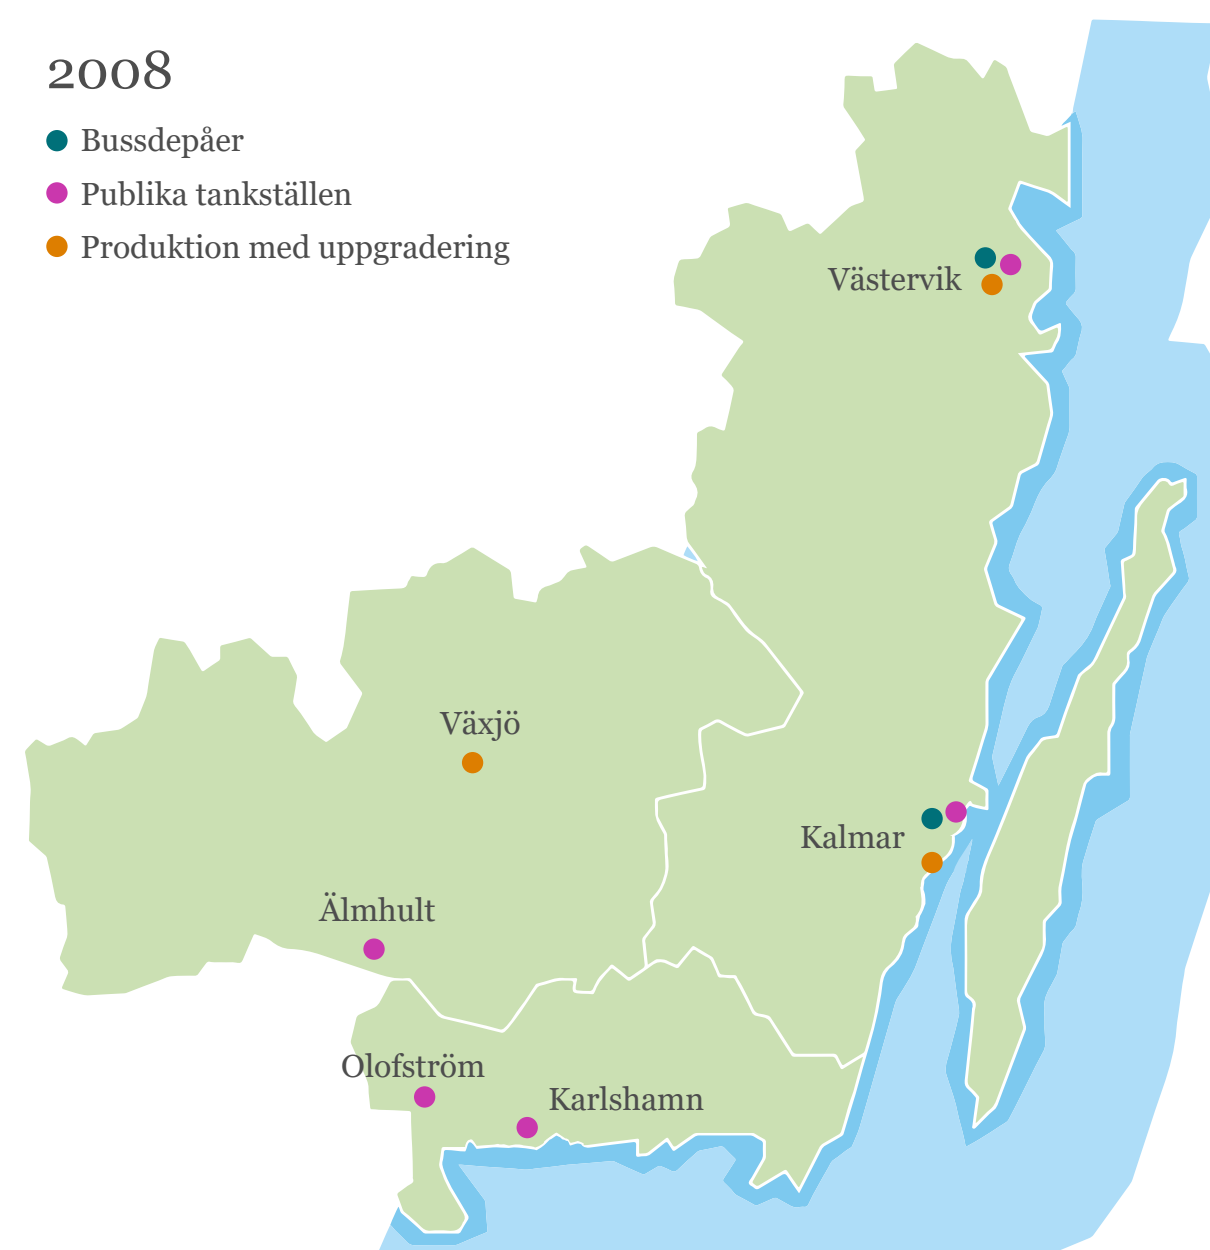 2008
Bussdepåer
Publika tankställen
Produktion med uppgradering
Västervik
Växjö
Kalmar
Älmhult
Olofström
Karlshamn